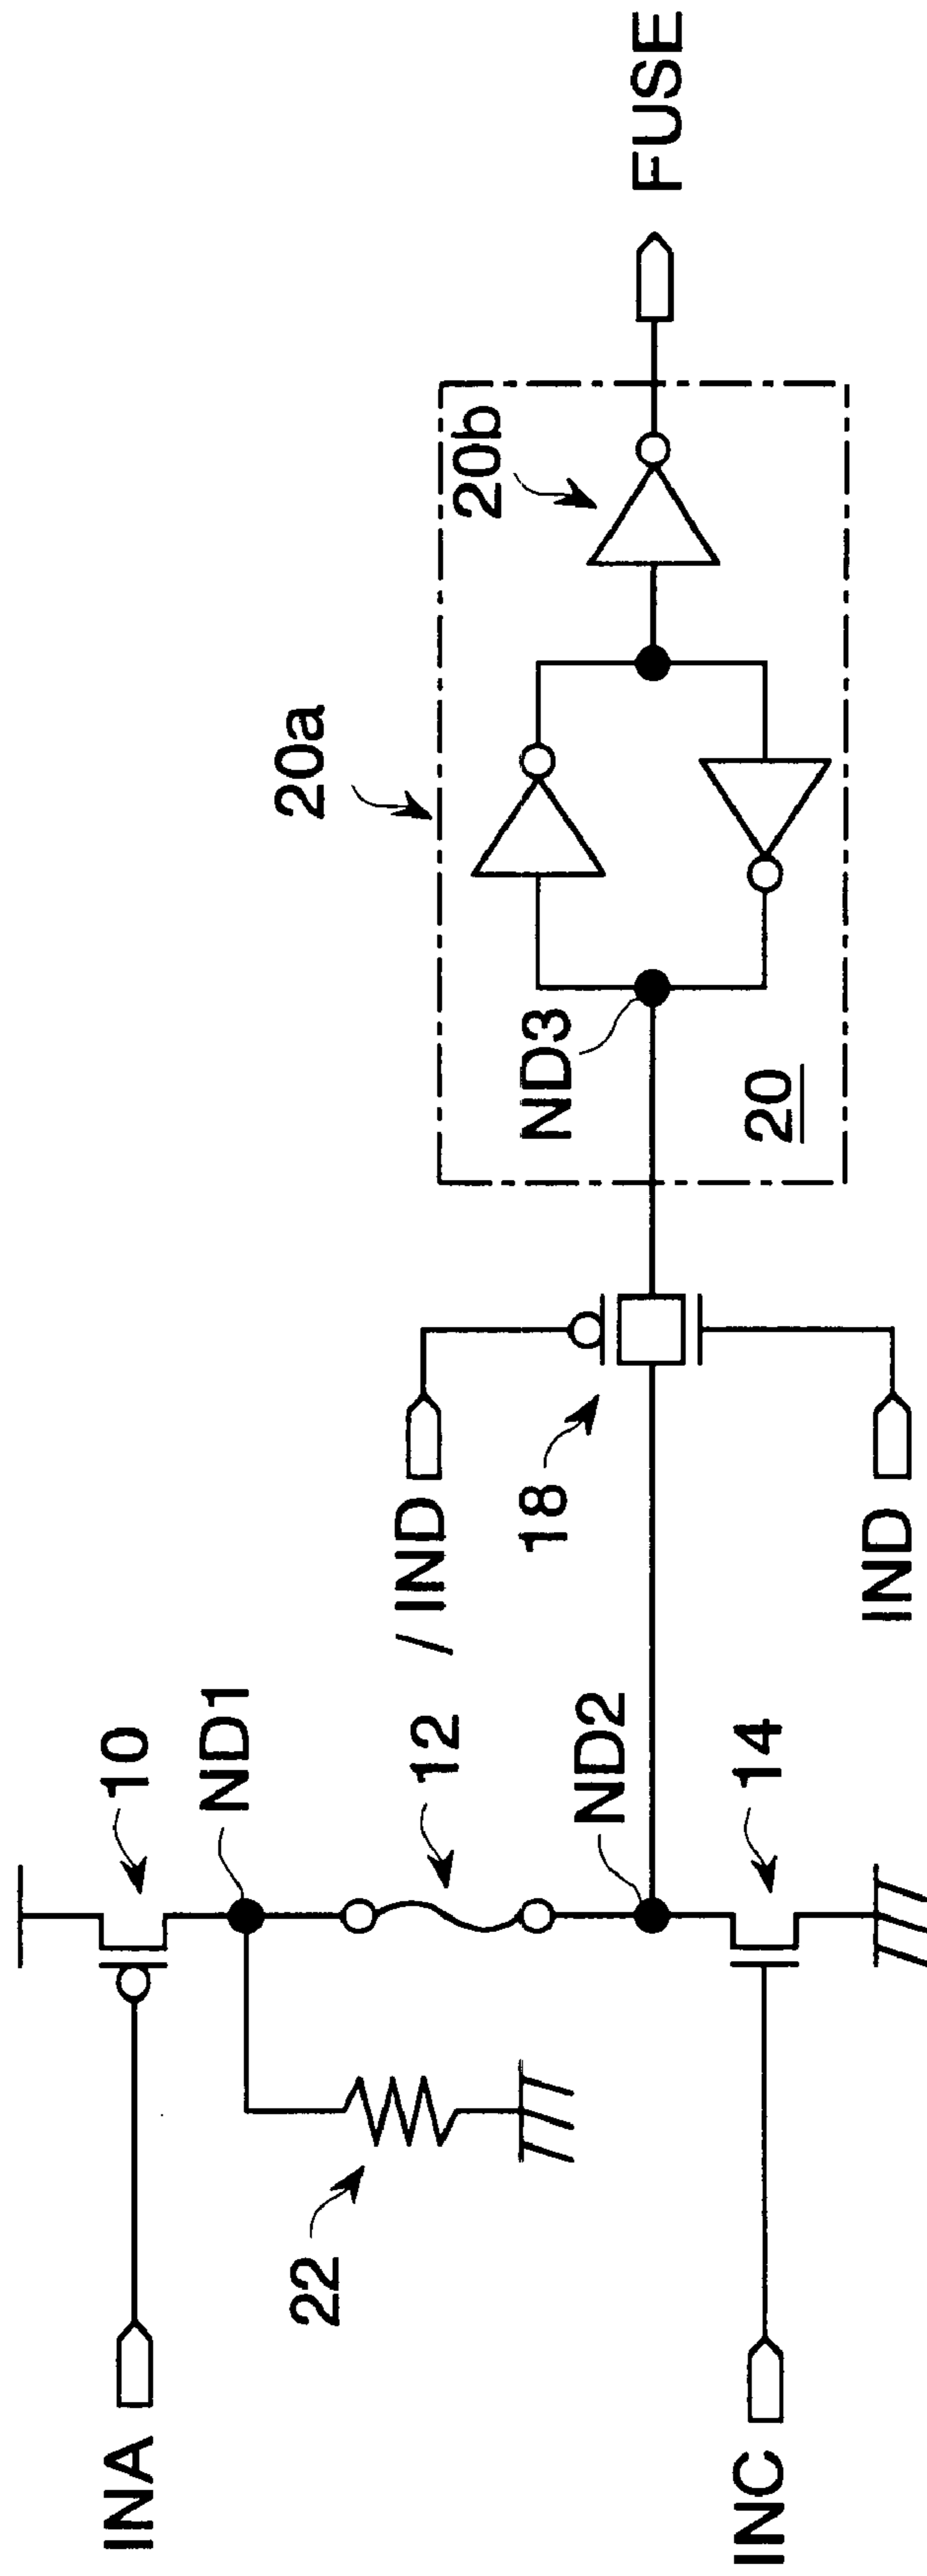 INA
10
ND1
22
12
/ IND
20a
20b
18
ND3
FUSE
ND2
20
14
INC
IND